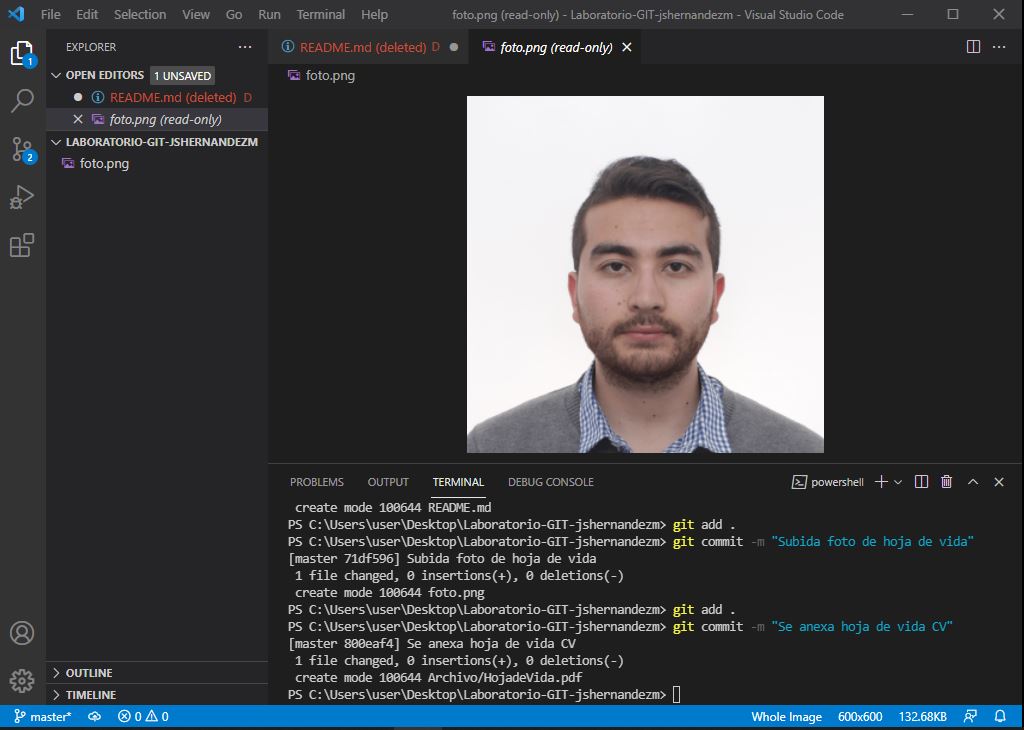 File Edit Selection View Go Run Terminal Help foto.png (read-only) - Laboratorio-GIT-jshernandezm - Visual Studio Code
EXPLORER
OPEN EDITORS 1 UNSAVED
README.md (deleted) D
foto.png (read-only)
LABORATORIO-GIT-JSHERNANDEZM
foto.png
1
2
OUTLINE
TIMELINE
README.md (deleted) D foto.png (read-only)
foto.png
PROBLEMS OUTPUT TERMINAL DEBUG CONSOLE powershell
create mode 100644 README.md
PS C:\Users\user\Desktop\Laboratorio-GIT-jshernandezm> git add .
PS C:\Users\user\Desktop\Laboratorio-GIT-jshernandezm> git commit -m "Subida foto de hoja de vida"
[master 71df596] Subida foto de hoja de vida
1 file changed, 0 insertions(+), 0 deletions(-)
create mode 100644 foto.png
PS C:\Users\user\Desktop\Laboratorio-GIT-jshernandezm> git add .
PS C:\Users\user\Desktop\Laboratorio-GIT-jshernandezm> git commit -m "Se anexa hoja de vida CV"
[master 800eaf4] Se anexa hoja de vida CV
1 file changed, 0 insertions(+), 0 deletions(-)
create mode 100644 Archivo/HojadeVida.pdf
PS C:\Users\user\Desktop\Laboratorio-GIT-jshernandezm>
master* 0 0 Whole Image 600x600 132.68KB